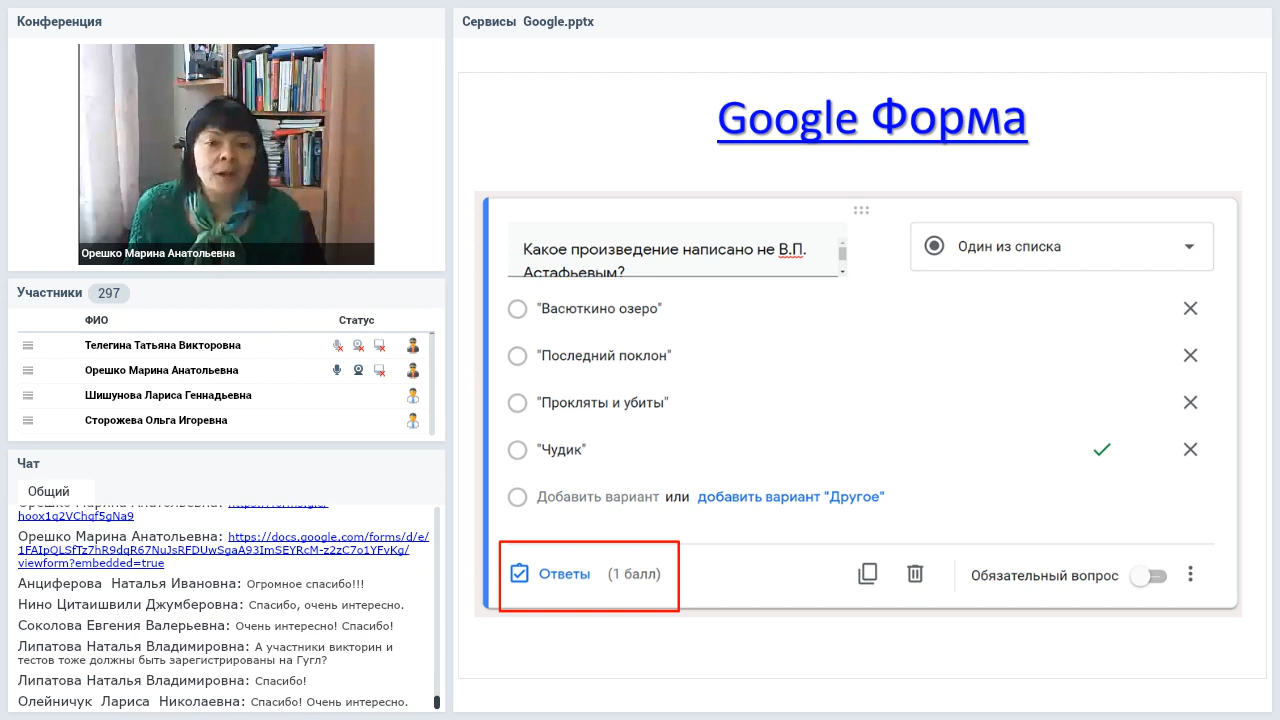 Конференция
Орешко Марина Анатольевна
Участники 297
ФИО Статус
Телегина Татьяна Викторовна
Орешко Марина Анатольевна
Шишунова Лариса Геннадьевна
Сторожева Ольга Игоревна
Чат
Общий
Орешко Марина Анатольевна:
hoox1q2VChqf5gNa9
Орешко Марина Анатольевна: https://docs.google.com/forms/d/e/
1FAIpQLSfTz7hR9dqR67NuJsRFDUwSgaA93ImSEYRcM-z2zC7o1YFvKg/
viewform?embedded=true
Анциферова Наталья Ивановна: Огромное спасибо!!!
Нино Цитаишвили Джумберовна: Спасибо, очень интересно.
Соколова Евгения Валерьевна: Очень интересно! Спасибо!
Липатова Наталья Владимировна: А участники викторин и
тестов тоже должны быть зарегистрированы на Гугл?
Липатова Наталья Владимировна: Спасибо!
Олейничук Лариса Николаевна: Спасибо! Очень интересно.
Сервисы Google.pptx
Google Форма
Какое произведение написано не В.П.
Астафьевым?
Один из списка
"Васюткино озеро"
"Последний поклон"
"Прокляты и убиты"
"Чудик"
Добавить вариант или добавить вариант "Другое"
Ответы (1 балл)
Обязательный вопрос